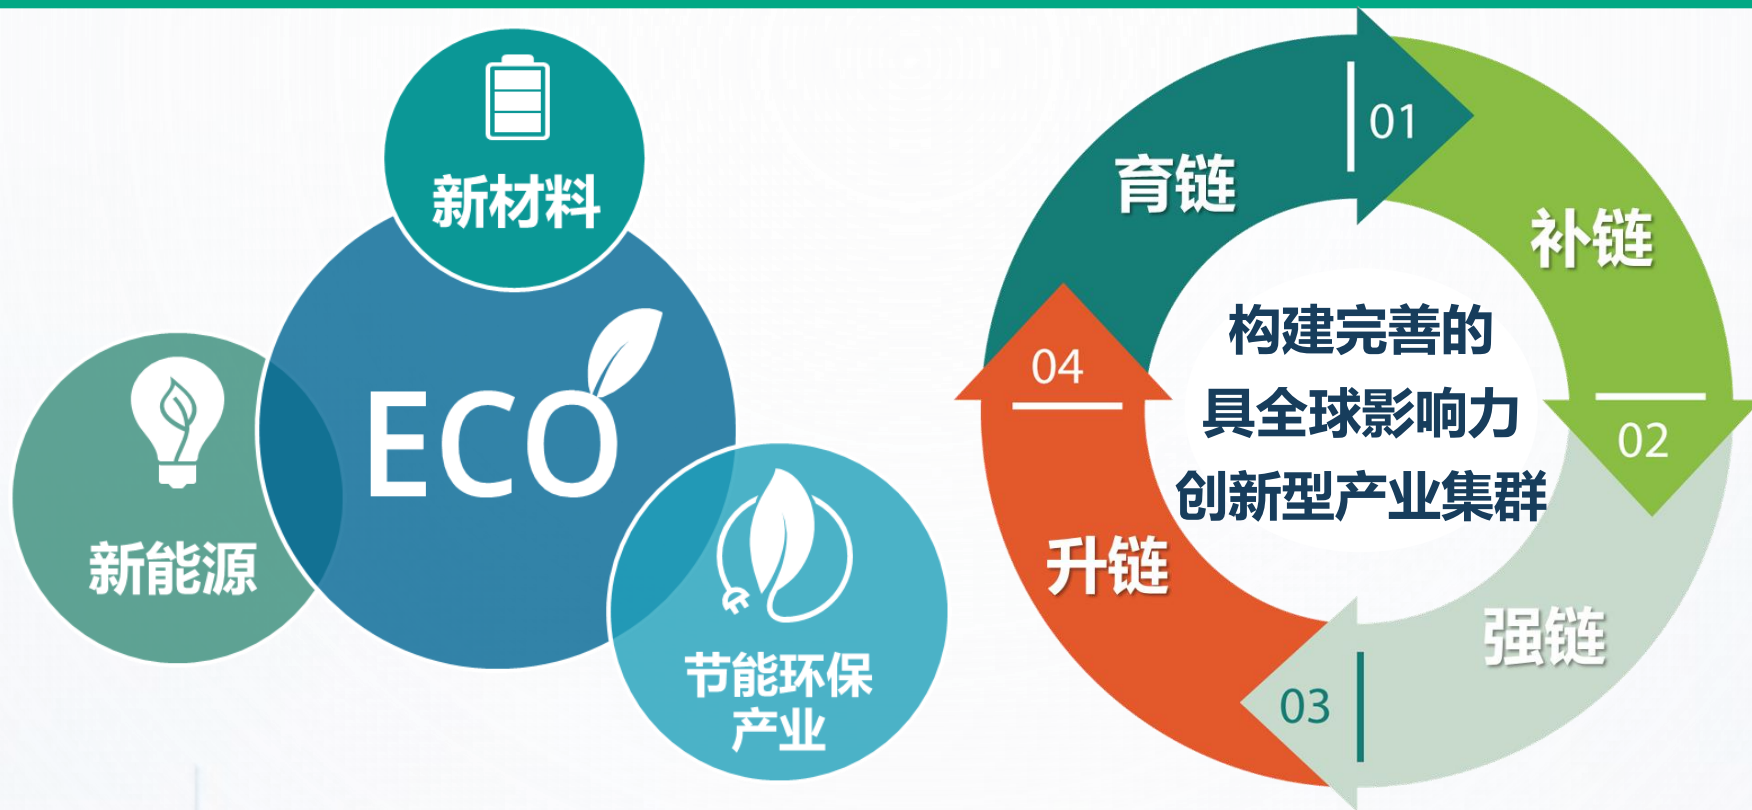 新材料
ECO
新能源
节能环保
产业
01
育链
补链
02
强链
03
升链
04
构建完善的
具全球影响力
创新型产业集群